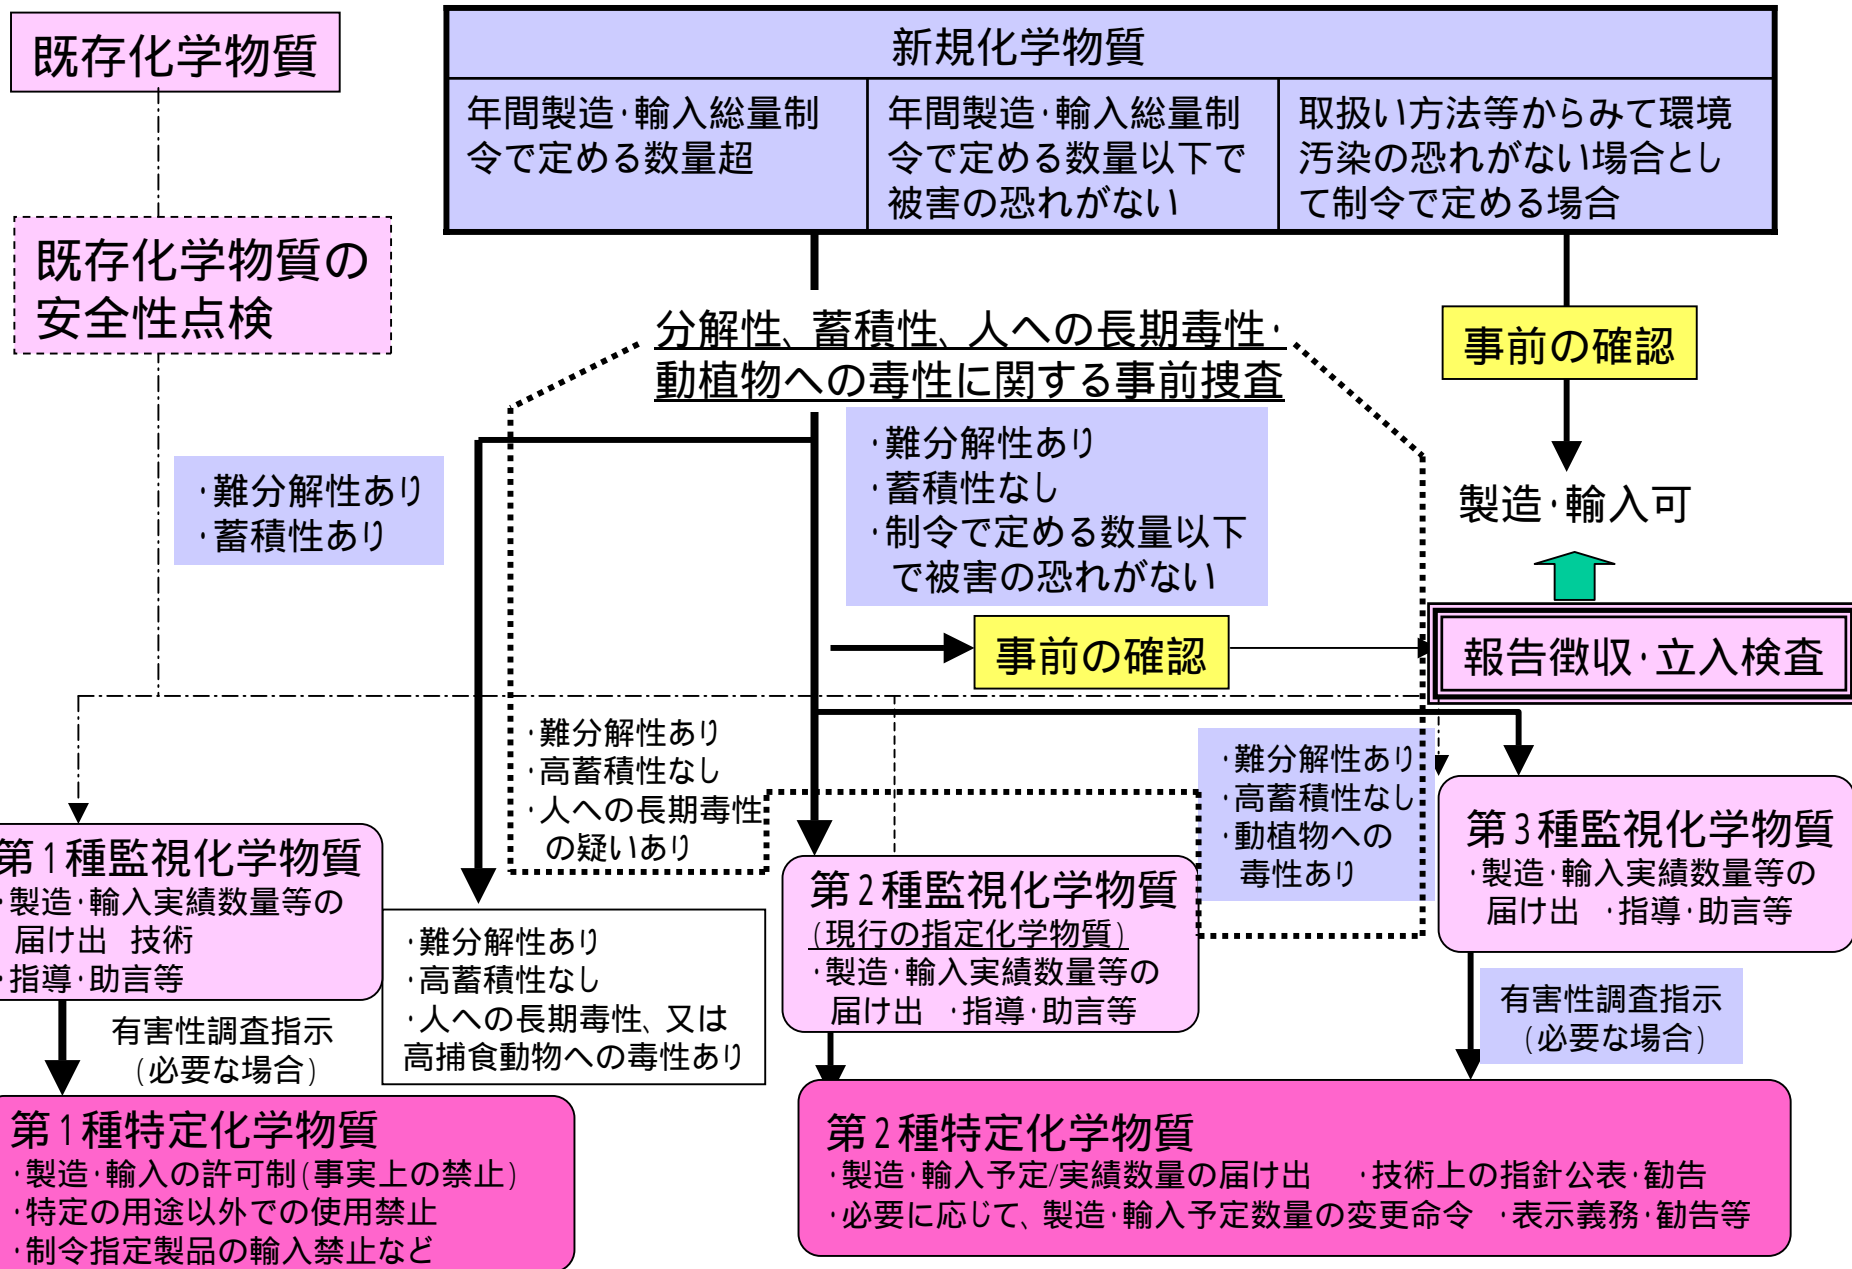 既存化学物質
新規化学物質
年間製造・輸入総量制
令で定める数量超
年間製造・輸入総量制
令で定める数量以下で
被害の恐れがない
取扱い方法等からみて環境
汚染の恐れがない場合とし
て制令で定める場合
既存化学物質の
安全性点検
分解性、蓄積性、人への長期毒性・
動植物への毒性に関する事前捜査
事前の確認
・難分解性あり
・蓄積性あり
・難分解性あり
・蓄積性なし
・制令で定める数量以下
で被害の恐れがない
製造・輸入可
事前の確認
報告徴収・立入検査
・難分解性あり
・高蓄積性なし
・人への長期毒性
の疑いあり
・難分解性あり
・高蓄積性なし
・動植物への
毒性あり
第1種監視化学物質
・製造・輸入実績数量等の
届け出 技術
・指導・助言等
・難分解性あり
・高蓄積性なし
・人への長期毒性、又は
高捕食動物への毒性あり
第2種監視化学物質
(現行の指定化学物質)
・製造・輸入実績数量等の
届け出 ・指導・助言等
第3種監視化学物質
・製造・輸入実績数量等の
届け出 ・指導・助言等
有害性調査指示
(必要な場合)
有害性調査指示
(必要な場合)
第1種特定化学物質
・製造・輸入の許可制(事実上の禁止)
・特定の用途以外での使用禁止
・制令指定製品の輸入禁止など
第2種特定化学物質
・製造・輸入予定/実績数量の届け出 ・技術上の指針公表・勧告
・必要に応じて、製造・輸入予定数量の変更命令 ・表示義務・勧告等